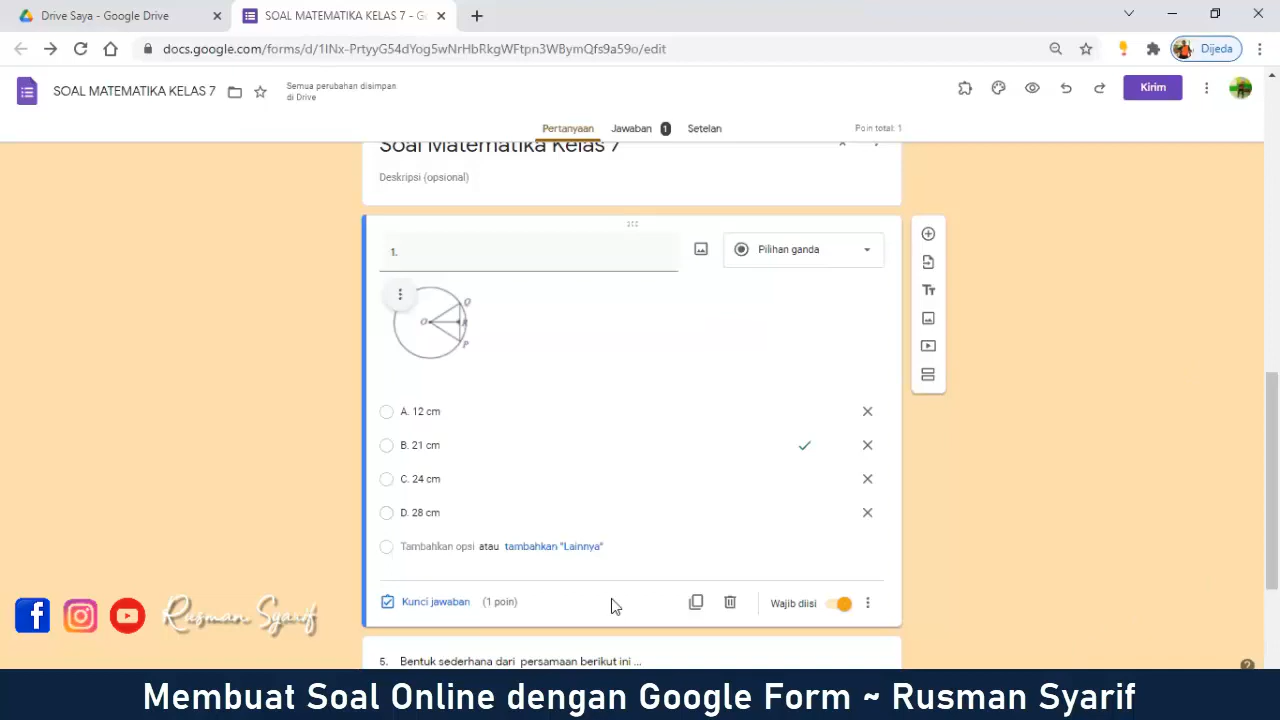 Drive Saya - Google Drive
SOAL MATEMATIKA KELAS 7 - Go
docs.google.com/forms/d/1INx-PrtyyG54dYog5wNrHbRkgWFtpn3WBymQfs9a59o/edit
Dijeda
SOAL MATEMATIKA KELAS 7
Semua perubahan disimpan
di Drive
Kirim
Pertanyaan
Jawaban 1
Setelan
Poin total: 1
Soal Matematika Kelas 7
Deskripsi (opsional)
1.
Pilihan ganda
Q
O
R
P
A. 12 cm
B. 21 cm
C. 24 cm
D. 28 cm
Tambahkan opsi atau tambahkan "Lainnya"
Kunci jawaban (1 poin)
Wajib diisi
Rusman Syarif
5. Bentuk sederhana dari persamaan berikut ini ...
Membuat Soal Online dengan Google Form ~ Rusman Syarif